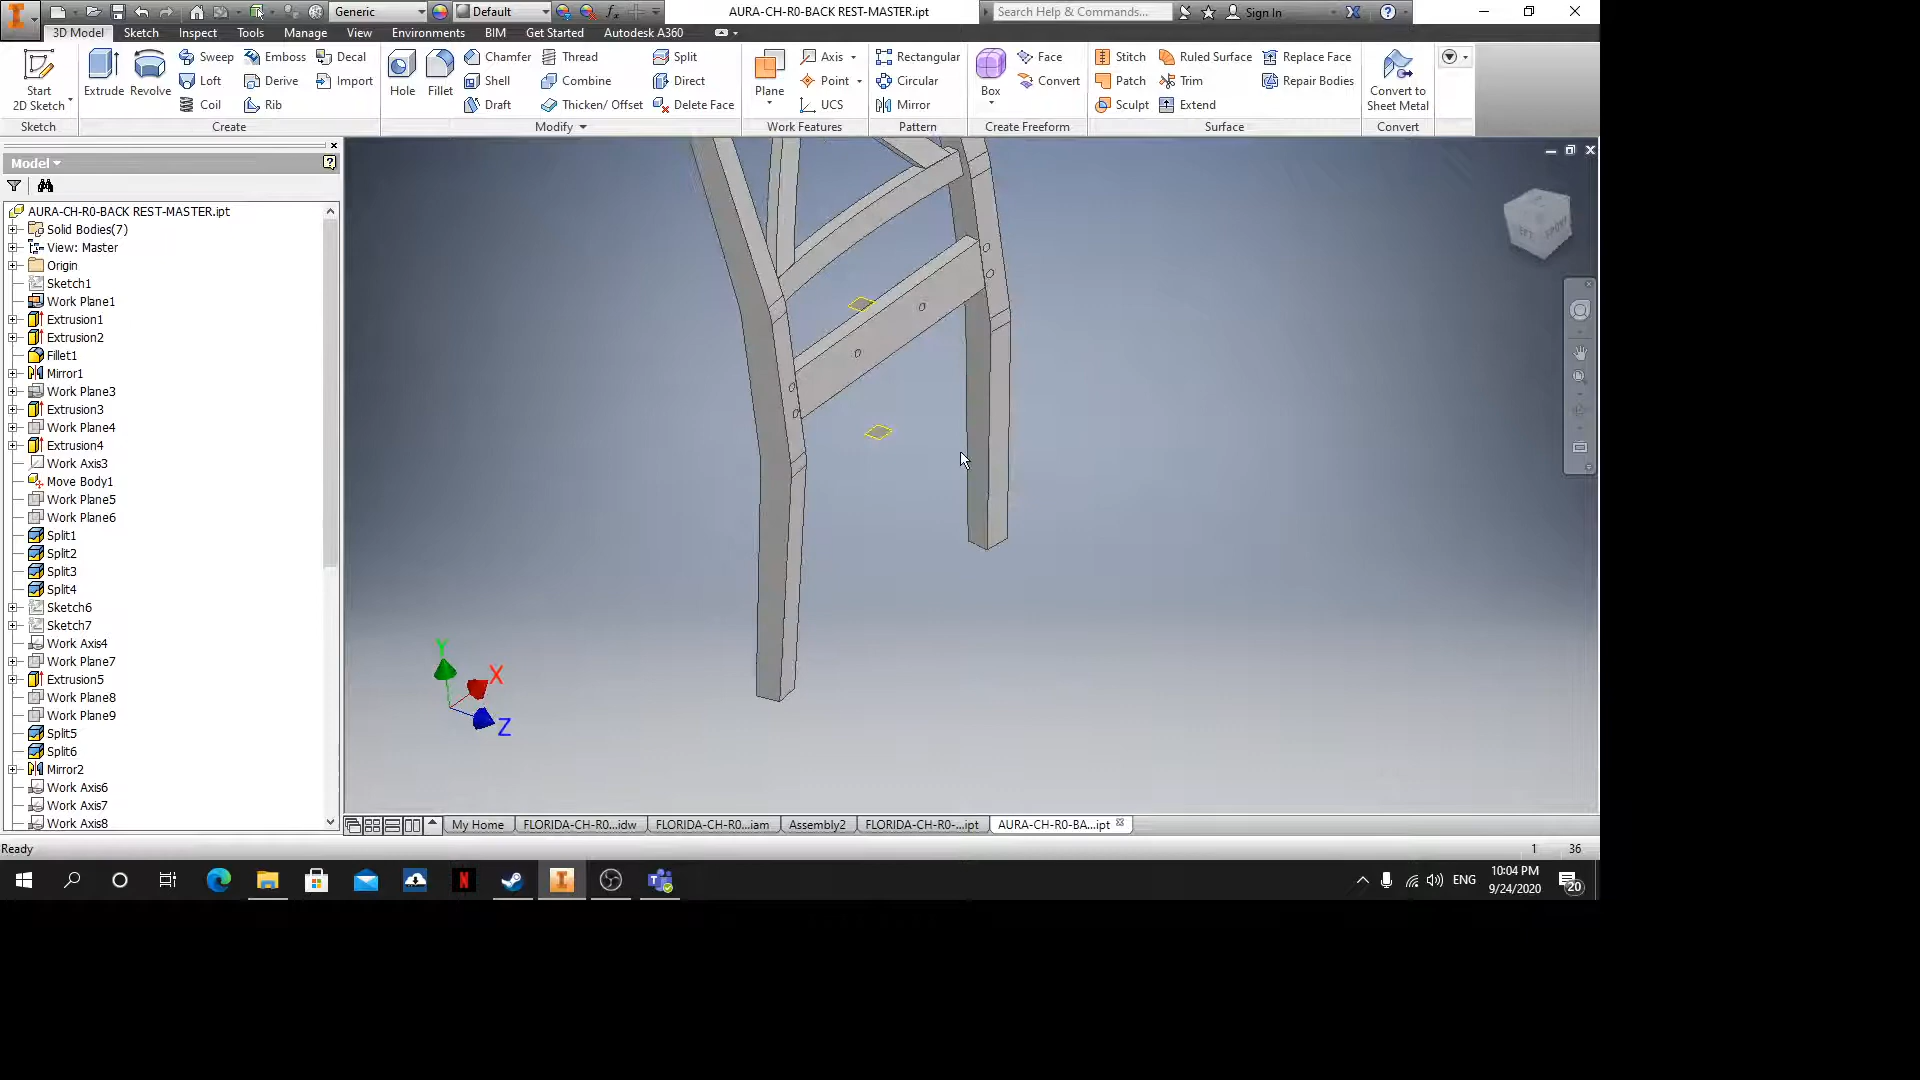 Generic
Default
AURA-CH-R0-BACK REST-MASTER.ipt
Search Help & Commands...
Sign In
3D Model
Sketch
Inspect
Tools
Manage
View
Environments
BIM
Get Started
Autodesk A360
Start
2D Sketch
Extrude
Revolve
Sweep
Loft
Coil
Emboss
Derive
Rib
Decal
Import
Hole
Fillet
Chamfer
Shell
Draft
Thread
Combine
Thicken/ Offset
Split
Direct
Delete Face
Plane
Axis
Point
UCS
Rectangular
Circular
Mirror
Box
Face
Convert
Stitch
Patch
Sculpt
Ruled Surface
Trim
Extend
Replace Face
Repair Bodies
Convert to
Sheet Metal
Sketch
Create
Modify
Work Features
Pattern
Create Freeform
Surface
Convert
Model
AURA-CH-R0-BACK REST-MASTER.ipt
Solid Bodies(7)
View: Master
Origin
Sketch1
Work Plane1
Extrusion1
Extrusion2
Fillet1
Mirror1
Work Plane3
Extrusion3
Work Plane4
Extrusion4
Work Axis3
Move Body1
Work Plane5
Work Plane6
Split1
Split2
Split3
Split4
Sketch6
Sketch7
Work Axis4
Work Plane7
Extrusion5
Work Plane8
Work Plane9
Split5
Split6
Mirror2
Work Axis6
Work Axis7
Work Axis8
Y
X
Z
My Home
FLORIDA-CH-R0...idw
FLORIDA-CH-R0...iam
Assembly2
FLORIDA-CH-R0-...ipt
AURA-CH-R0-BA...ipt
Ready
1
36
ENG
10:04 PM
9/24/2020
20